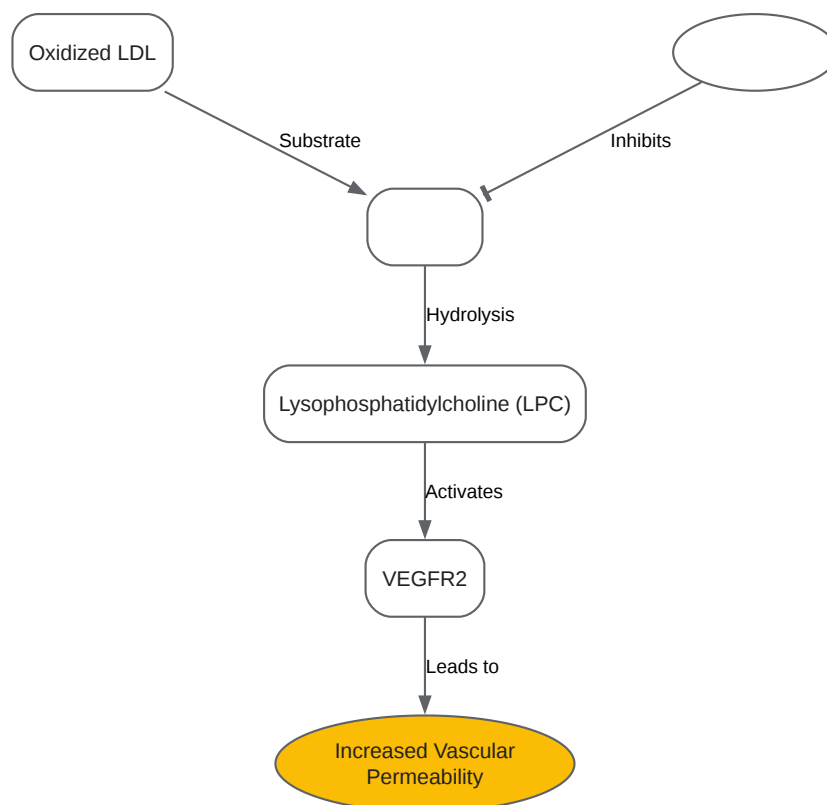 Oxidized LDL
Substrate
Inhibits
Hydrolysis
Lysophosphatidylcholine (LPC)
Activates
VEGFR2
Leads to
Increased Vascular
Permeability